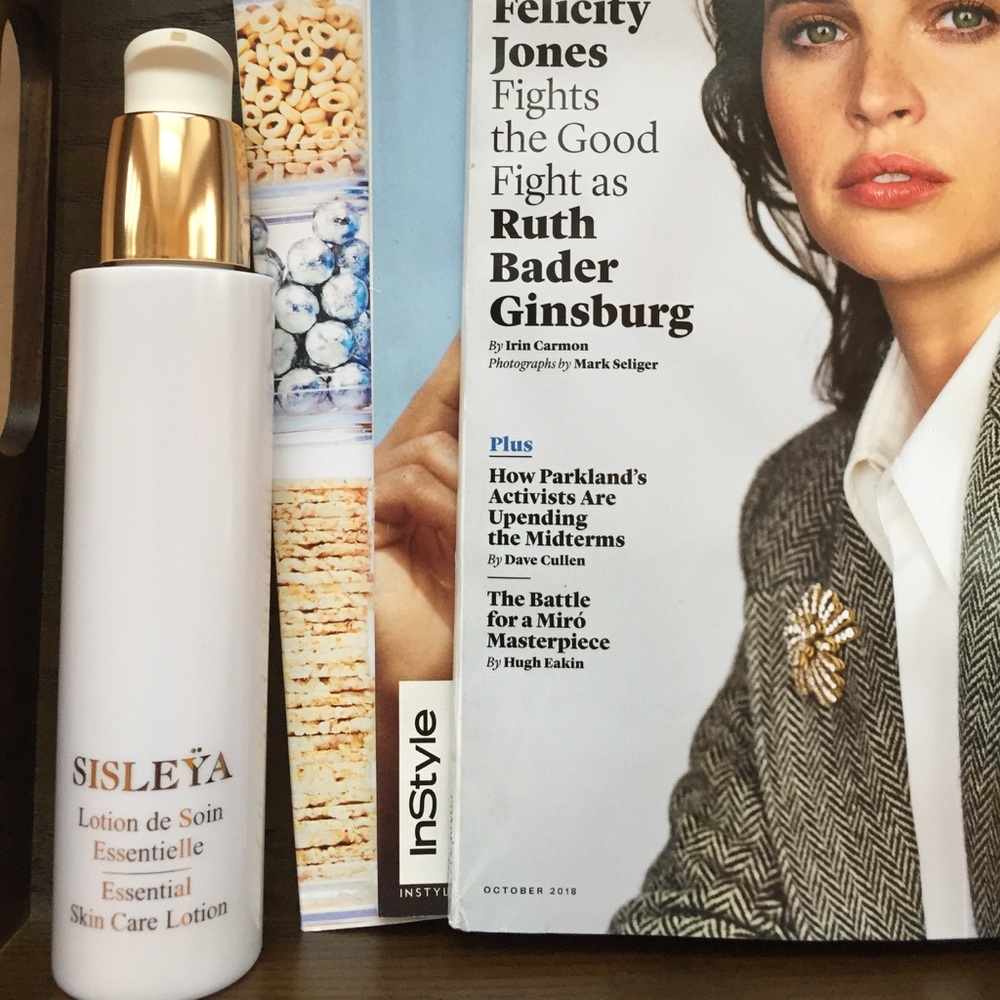 SISLEŸA
Lotion de Soin
Essentielle
Essential
Skin Care Lotion
InStyle
INSTYL
Felicity
Jones
Fights
the Good
Fight as
Ruth
Bader
Ginsburg
By Irin Carmon
Photographs by Mark Seliger
Plus
How Parkland's
Activists Are
Upending
the Midterms
By Dave Cullen
The Battle
for a Miró
Masterpiece
By Hugh Eakin
OCTOBER 2018